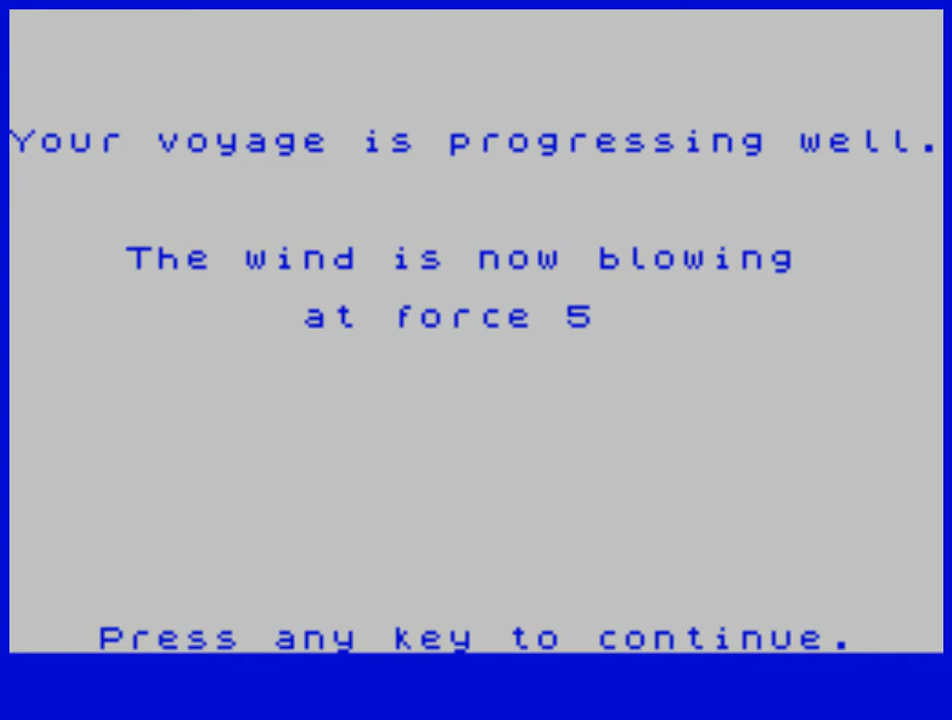 Your voyage is progressing well.
The wind is now blowing
at force 5
Press any key to continue.